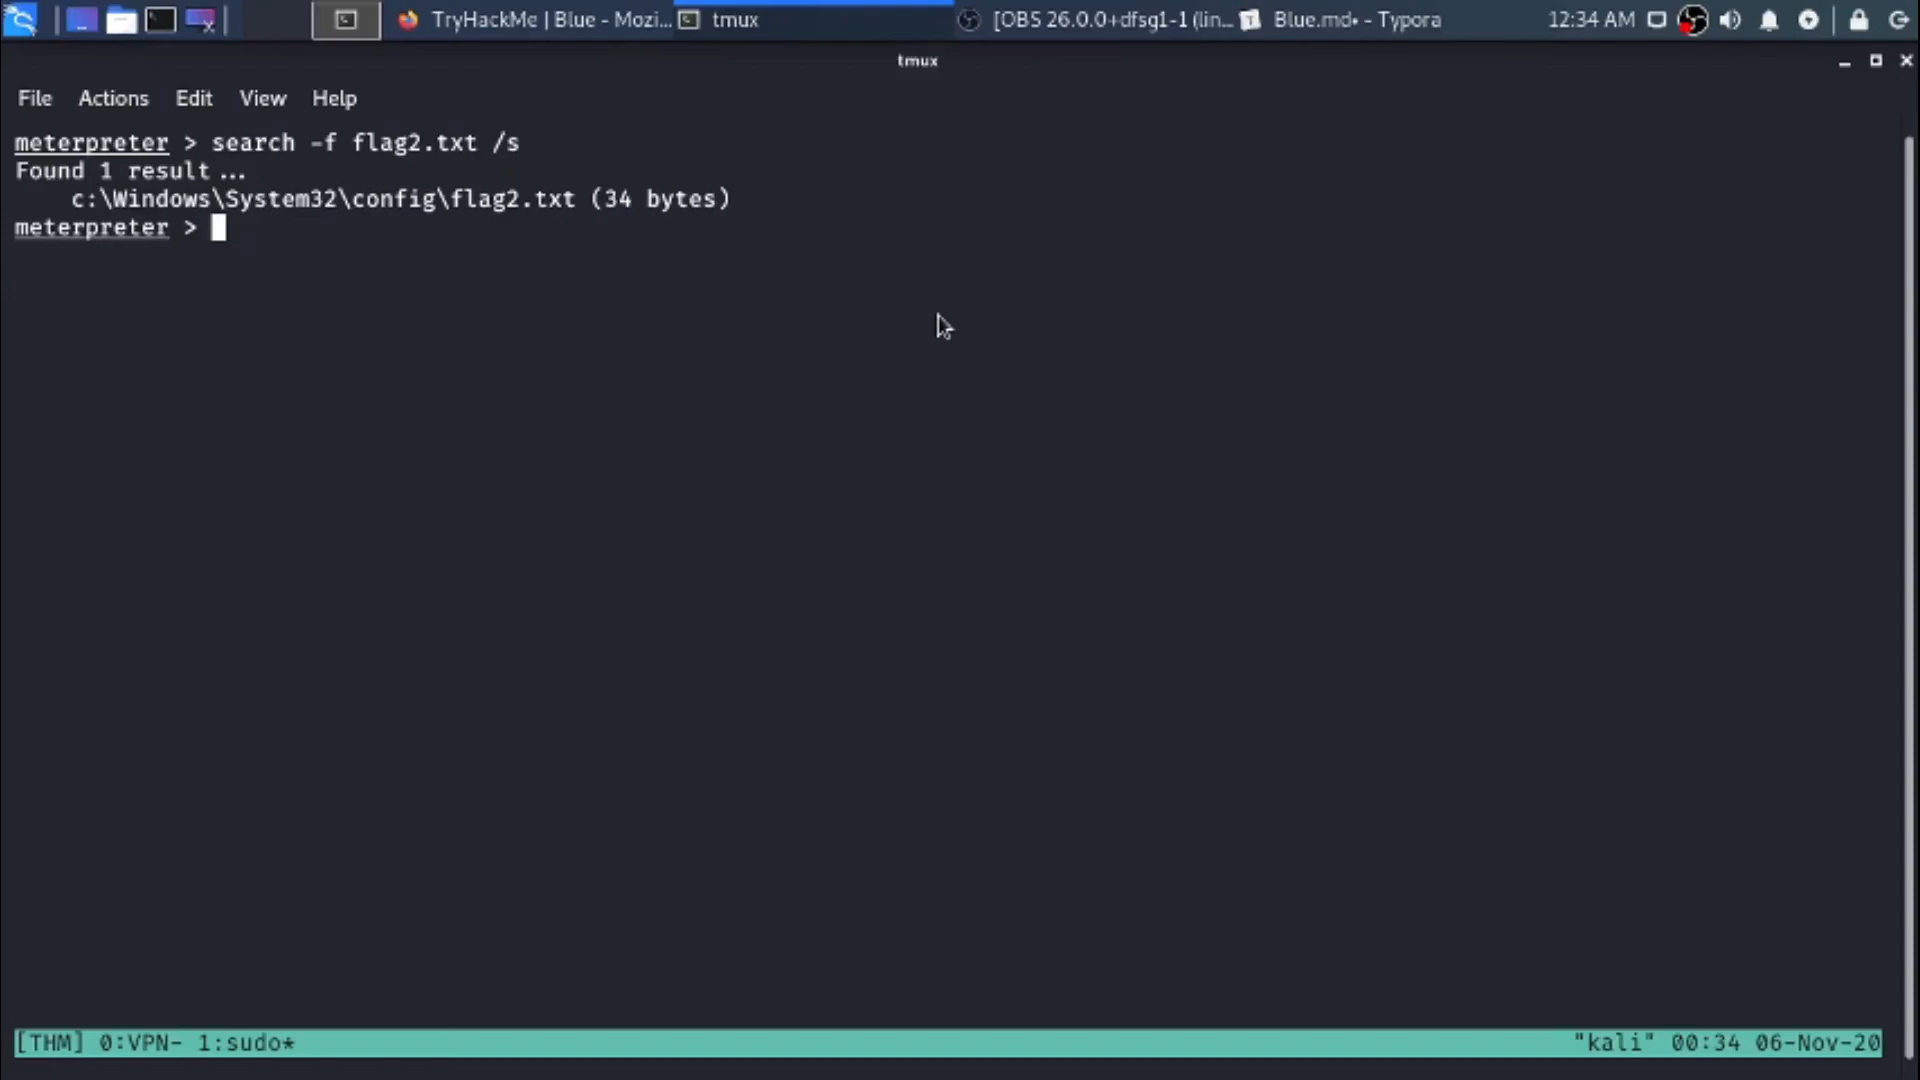 TryHackMe | Blue - Mozi... tmux [OBS 26.0.0+dfsg1-1 (lin... Blue.md• - Typora 12:34 AM
tmux
File Actions Edit View Help
meterpreter > search -f flag2.txt /s
Found 1 result ...
c:\Windows\System32\config\flag2.txt (34 bytes)
meterpreter >
[THM] 0:VPN- 1:sudo* "kali" 00:34 06-Nov-20